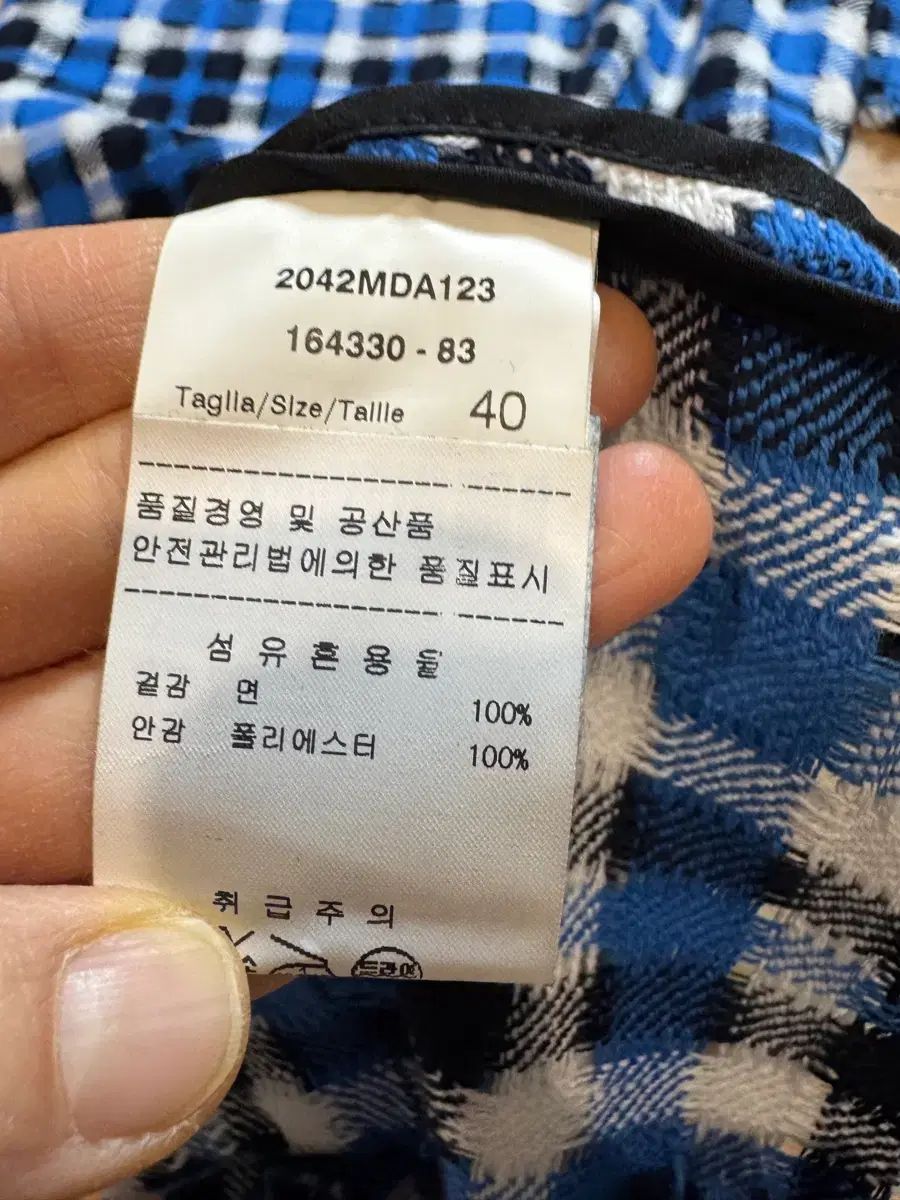 2042MDA123
164330 - 83
Taglia/Size/Taille 40
품질경영 및 공산품
안전관리법에의한 품질표시
섬유혼용율
겉감 면 100%
안감 폴리에스터 100%
취급주의